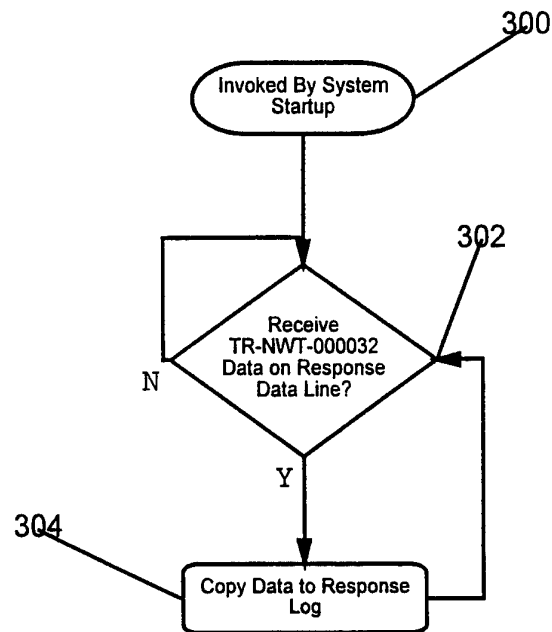 300
Invoked By System
Startup
302
Receive
TR-NWT-000032
Data on Response
Data Line?
N
Y
304
Copy Data to Response
Log